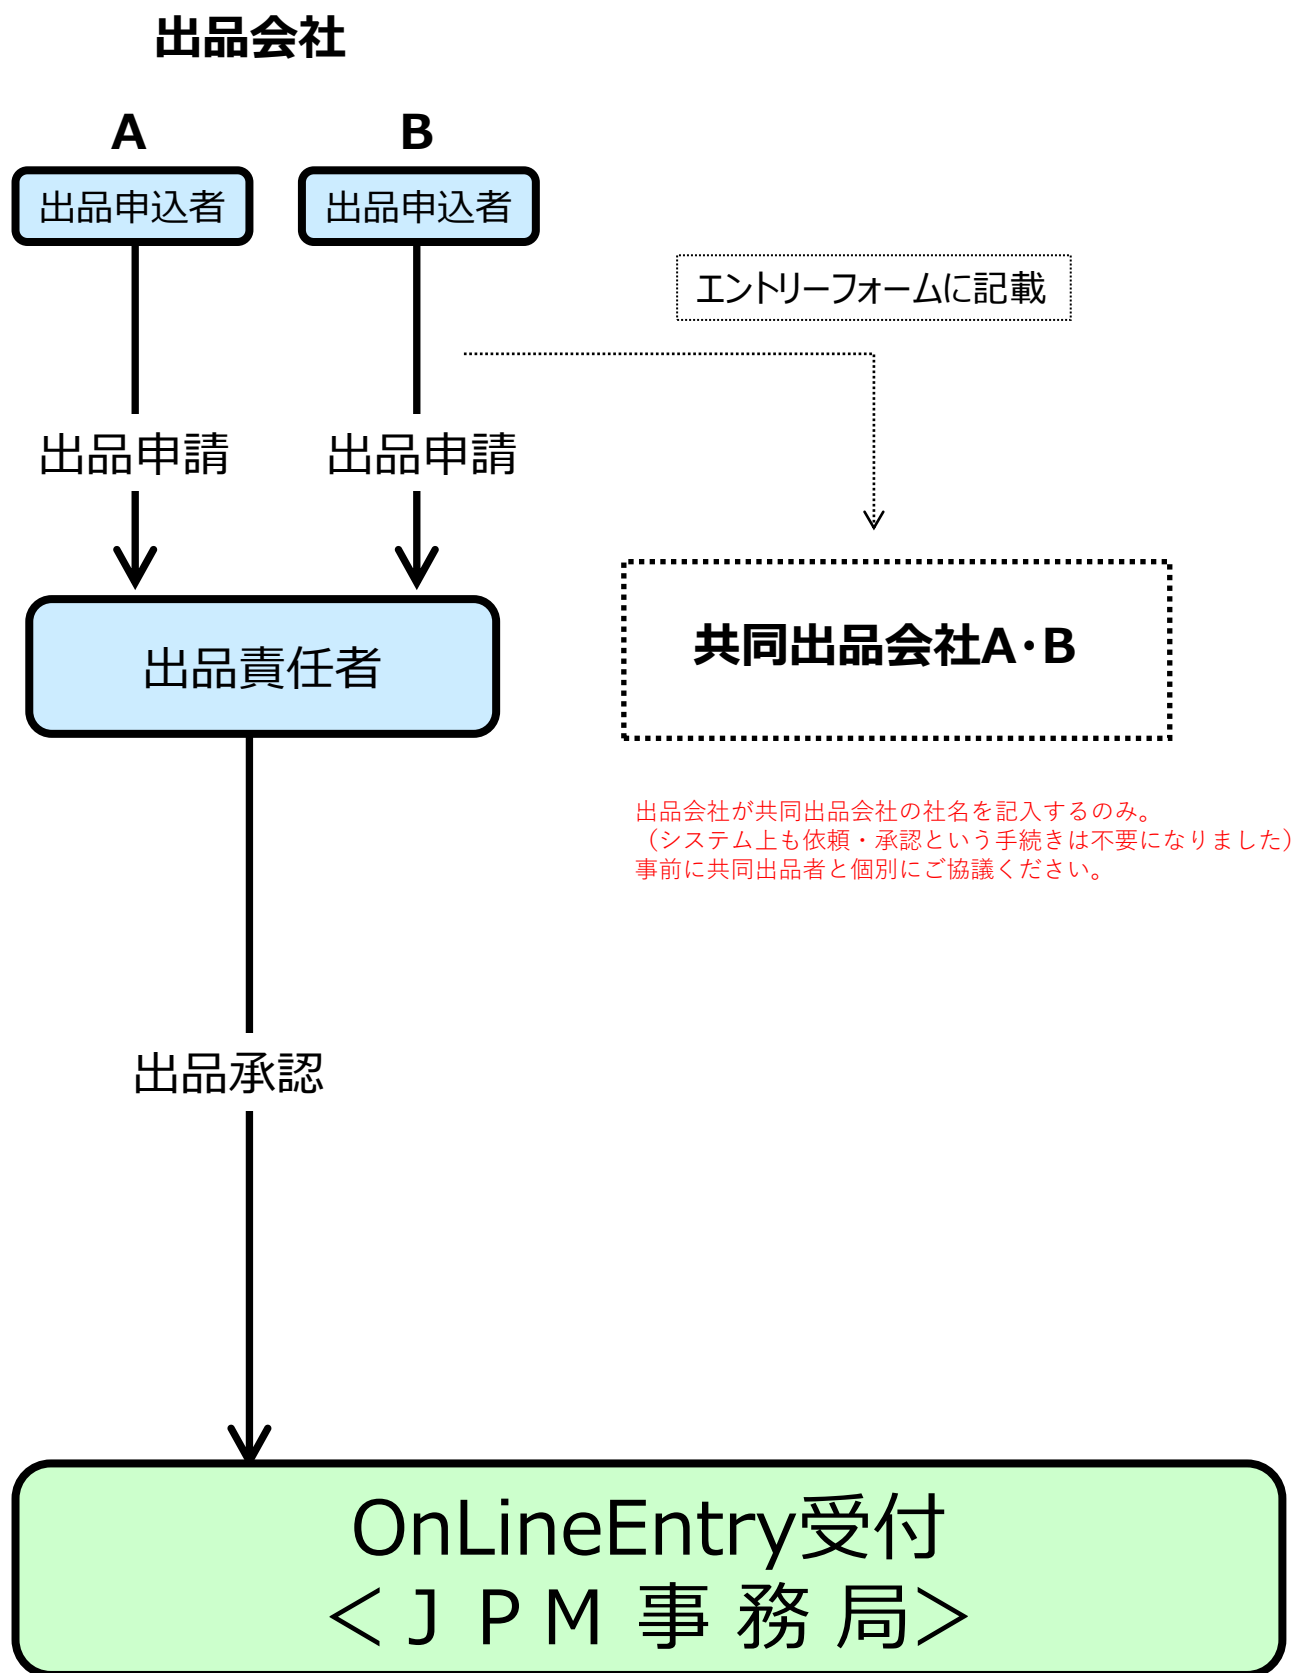 出品会社
A
B
出品申込者
出品申込者
エントリーフォームに記載
出品申請
出品申請
出品責任者
共同出品会社A・B
出品会社が共同出品会社の社名を記入するのみ。
（システム上も依頼・承認という手続きは不要になりました）
事前に共同出品者と個別にご協議ください。
出品承認
OnLineEntry受付
＜ＪＰＭ事務局＞